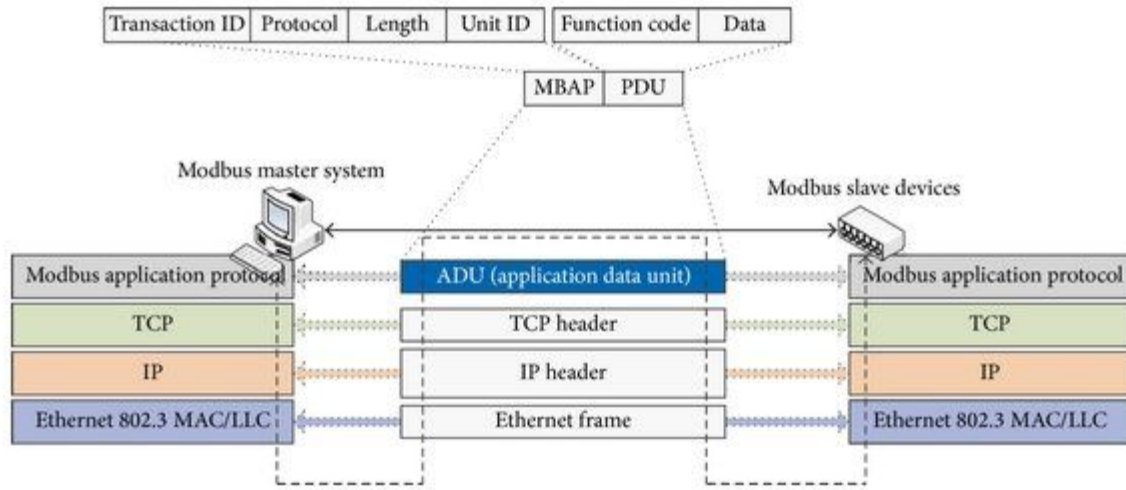 Transaction ID Protocol Length Unit ID Function code Data
MBAP PDU
Modbus master system
Modbus slave devices
Modbus application protocol ADU (application data unit) Modbus application protocol
TCP TCP header TCP
IP IP header IP
Ethernet 802.3 MAC/LLC Ethernet frame Ethernet 802.3 MAC/LLC